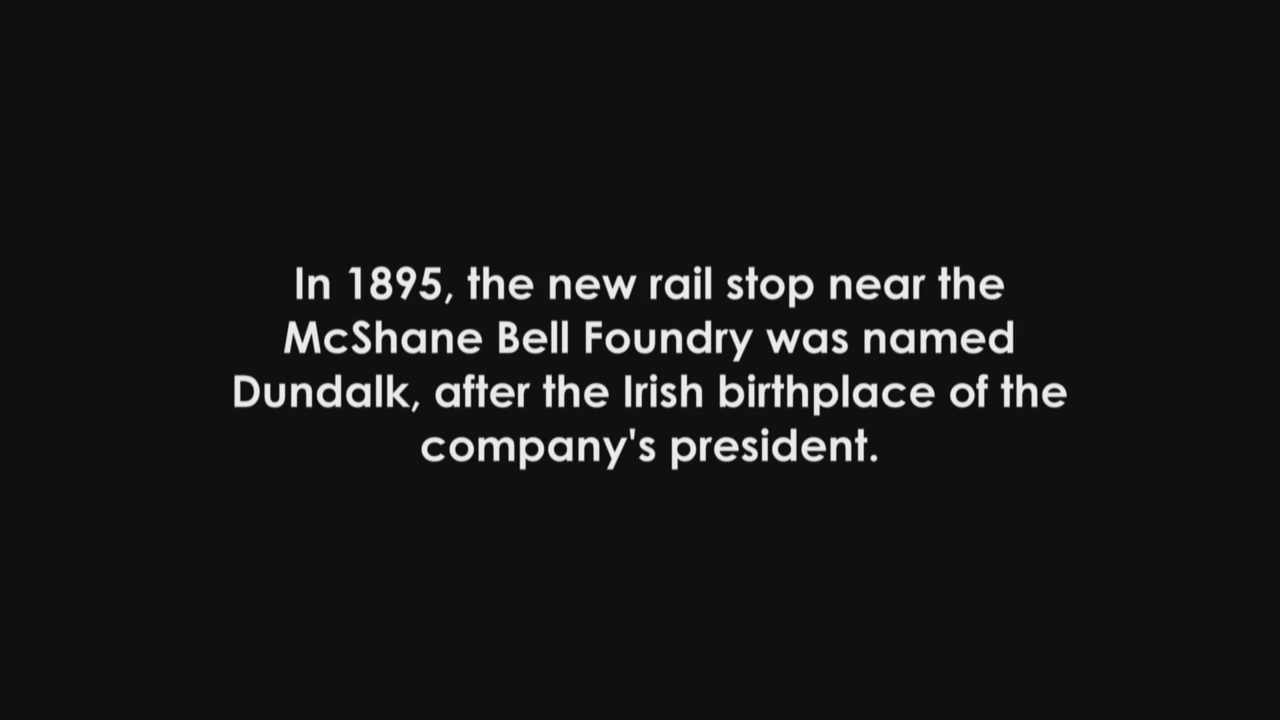 In 1895, the new rail stop near the
McShane Bell Foundry was named
Dundalk, after the Irish birthplace of the
company's president.